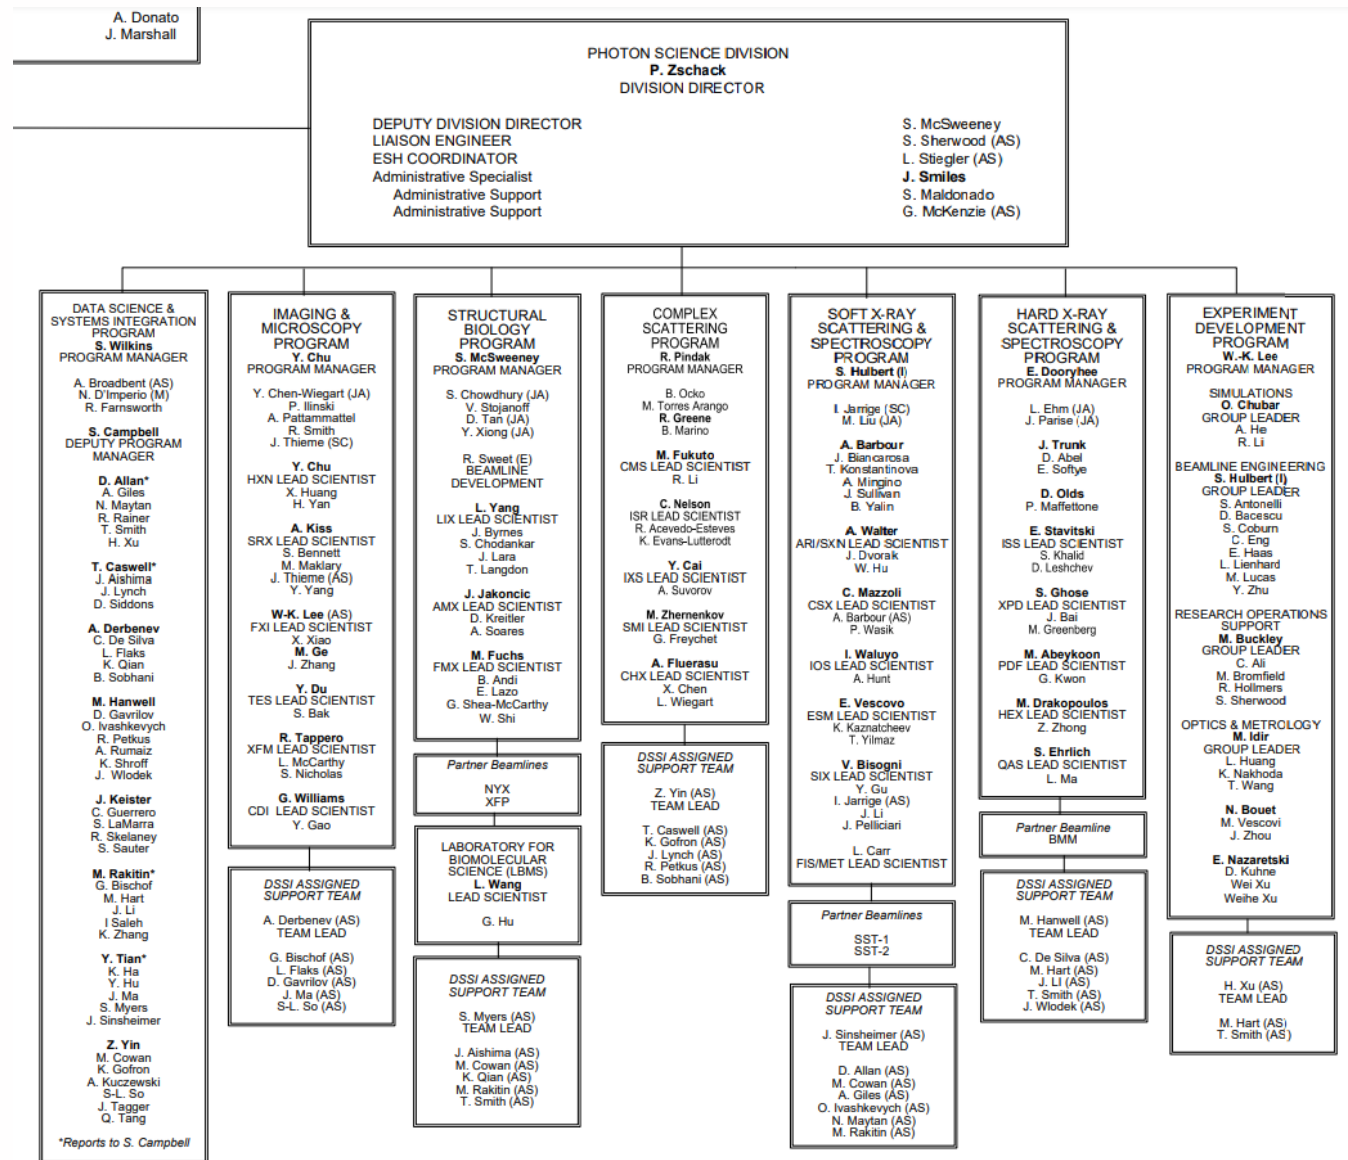 A. Donato
J. Marshall
PHOTON SCIENCE DIVISION
P. Zschack
DIVISION DIRECTOR
DEPUTY DIVISION DIRECTOR S. McSweeney
LIAISON ENGINEER S. Sherwood (AS)
ESH COORDINATOR L. Stiegler (AS)
Administrative Specialist J. Smiles
Administrative Support S. Maldonado
Administrative Support G. McKenzie (AS)
DATA SCIENCE &
SYSTEMS INTEGRATION
PROGRAM
S. Wilkins
PROGRAM MANAGER
A. Broadbent (AS)
N. D'Imperio (M)
R. Farnsworth
S. Campbell
DEPUTY PROGRAM
MANAGER
D. Allan*
A. Giles
N. Maytan
R. Rainer
T. Smith
H. Xu
T. Caswell*
J. Aishima
J. Lynch
D. Siddons
A. Derbenev
C. De Silva
L. Flaks
K. Qian
B. Sobhani
M. Hanwell
D. Gavrilov
O. Ivashkevych
R. Petkus
A. Rumaiz
K. Shroff
J. Wlodek
J. Keister
C. Guerrero
S. LaMarra
R. Skelaney
S. Sauter
M. Rakitin*
G. Bischof
M. Hart
J. Li
I Saleh
K. Zhang
Y. Tian*
K. Ha
Y. Hu
J. Ma
S. Myers
J. Sinsheimer
Z. Yin
M. Cowan
K. Gofron
A. Kuczewski
S-L. So
J. Tagger
Q. Tang
*Reports to S. Campbell
IMAGING &
MICROSCOPY
PROGRAM
Y. Chu
PROGRAM MANAGER
Y. Chen-Wiegart (JA)
P. Ilinski
A. Pattammattel
R. Smith
J. Thieme (SC)
Y. Chu
HXN LEAD SCIENTIST
X. Huang
H. Yan
A. Kiss
SRX LEAD SCIENTIST
S. Bennett
M. Maklary
J. Thieme (AS)
Y. Yang
W-K. Lee (AS)
FXI LEAD SCIENTIST
X. Xiao
M. Ge
J. Zhang
Y. Du
TES LEAD SCIENTIST
S. Bak
R. Tappero
XFM LEAD SCIENTIST
L. McCarthy
S. Nicholas
G. Williams
CDI LEAD SCIENTIST
Y. Gao
DSSI ASSIGNED
SUPPORT TEAM
A. Derbenev (AS)
TEAM LEAD
G. Bischof (AS)
L. Flaks (AS)
D. Gavrilov (AS)
J. Ma (AS)
S-L. So (AS)
STRUCTURAL
BIOLOGY
PROGRAM
S. McSweeney
PROGRAM MANAGER
S. Chowdhury (JA)
V. Stojanoff
D. Tan (JA)
Y. Xiong (JA)
R. Sweet (E)
BEAMLINE
DEVELOPMENT
L. Yang
LIX LEAD SCIENTIST
J. Byrnes
S. Chodankar
J. Lara
T. Langdon
J. Jakoncic
AMX LEAD SCIENTIST
D. Kreitler
A. Soares
M. Fuchs
FMX LEAD SCIENTIST
B. Andi
E. Lazo
G. Shea-McCarthy
W. Shi
Partner Beamlines
NYX
XFP
LABORATORY FOR
BIOMOLECULAR
SCIENCE (LBMS)
L. Wang
LEAD SCIENTIST
G. Hu
DSSI ASSIGNED
SUPPORT TEAM
S. Myers (AS)
TEAM LEAD
J. Aishima (AS)
M. Cowan (AS)
K. Qian (AS)
M. Rakitin (AS)
T. Smith (AS)
COMPLEX
SCATTERING
PROGRAM
R. Pindak
PROGRAM MANAGER
B. Ocko
M. Torres Arango
R. Greene
B. Marino
M. Fukuto
CMS LEAD SCIENTIST
R. Li
C. Nelson
ISR LEAD SCIENTIST
R. Acevedo-Esteves
K. Evans-Lutterodt
Y. Cai
IXS LEAD SCIENTIST
A. Suvorov
M. Zhernenkov
SMI LEAD SCIENTIST
G. Freychet
A. Fluerasu
CHX LEAD SCIENTIST
X. Chen
L. Wiegart
DSSI ASSIGNED
SUPPORT TEAM
Z. Yin (AS)
TEAM LEAD
T. Caswell (AS)
K. Gofron (AS)
J. Lynch (AS)
R. Petkus (AS)
B. Sobhani (AS)
SOFT X-RAY
SCATTERING &
SPECTROSCOPY
PROGRAM
S. Hulbert (I)
PROGRAM MANAGER
I. Jarrige (SC)
M. Liu (JA)
A. Barbour
J. Biancarosa
T. Konstantinova
A. Mingino
J. Sullivan
B. Yalin
A. Walter
ARI/SXN LEAD SCIENTIST
J. Dvoraik
W. Hu
C. Mazzoli
CSX LEAD SCIENTIST
A. Barbour (AS)
P. Wasik
I. Waluyo
IOS LEAD SCIENTIST
A. Hunt
E. Vescovo
ESM LEAD SCIENTIST
K. Kaznatcheev
T. Yilmaz
V. Bisogni
SIX LEAD SCIENTIST
Y. Gu
I. Jarrige (AS)
J. Li
J. Pelliciari
L. Carr
FIS/MET LEAD SCIENTIST
Partner Beamlines
SST-1
SST-2
DSSI ASSIGNED
SUPPORT TEAM
J. Sinsheimer (AS)
TEAM LEAD
D. Allan (AS)
M. Cowan (AS)
A. Giles (AS)
O. Ivashkevych (AS)
N. Maytan (AS)
M. Rakitin (AS)
HARD X-RAY
SCATTERING &
SPECTROSCOPY
PROGRAM
E. Dooryhee
PROGRAM MANAGER
L. Ehm (JA)
J. Parise (JA)
J. Trunk
D. Abel
E. Softye
D. Olds
P. Maffettone
E. Stavitski
ISS LEAD SCIENTIST
S. Khalid
D. Leshchev
S. Ghose
XPD LEAD SCIENTIST
J. Bai
M. Greenberg
M. Abeykoon
PDF LEAD SCIENTIST
G. Kwon
M. Drakopoulos
HEX LEAD SCIENTIST
Z. Zhong
S. Ehrlich
QAS LEAD SCIENTIST
L. Ma
Partner Beamline
BMM
DSSI ASSIGNED
SUPPORT TEAM
M. Hanwell (AS)
TEAM LEAD
C. De Silva (AS)
M. Hart (AS)
J. LI (AS)
T. Smith (AS)
J. Wlodek (AS)
EXPERIMENT
DEVELOPMENT
PROGRAM
W.-K. Lee
PROGRAM MANAGER
SIMULATIONS
O. Chubar
GROUP LEADER
A. He
R. Li
BEAMLINE ENGINEERING
S. Hulbert (I)
GROUP LEADER
S. Antonelli
D. Bacescu
S. Coburn
C. Eng
E. Haas
L. Lienhard
M. Lucas
Y. Zhu
RESEARCH OPERATIONS
SUPPORT
M. Buckley
GROUP LEADER
C. Ali
M. Bromfield
R. Hollmers
S. Sherwood
OPTICS & METROLOGY
M. Idir
GROUP LEADER
L. Huang
K. Nakhoda
T. Wang
N. Bouet
M. Vescovi
J. Zhou
E. Nazaretski
D. Kuhne
Wei Xu
Weihe Xu
DSSI ASSIGNED
SUPPORT TEAM
H. Xu (AS)
TEAM LEAD
M. Hart (AS)
T. Smith (AS)